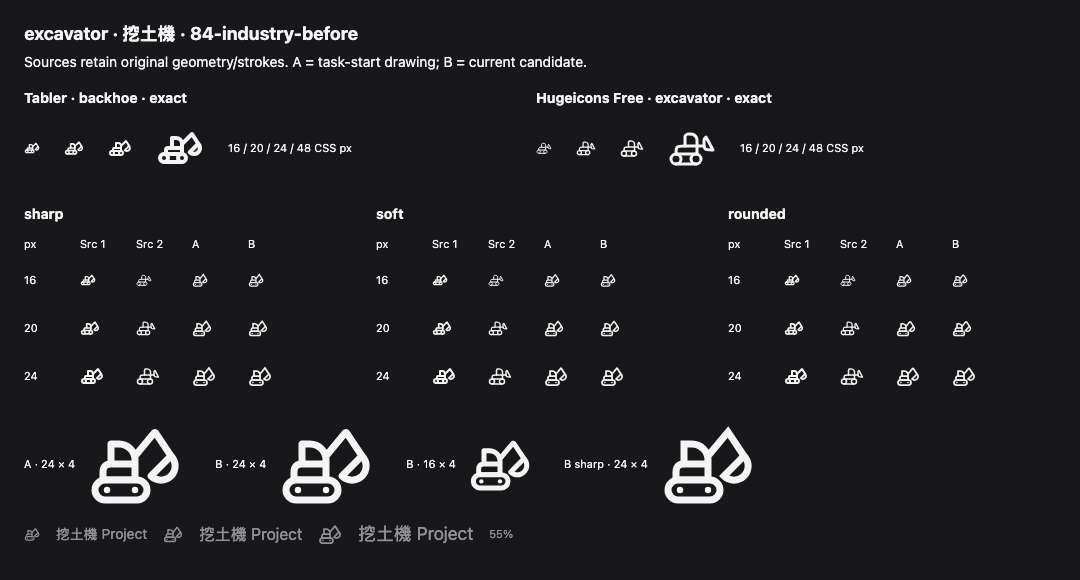 excavator · 挖土機 · 84-industry-before
Sources retain original geometry/strokes. A = task-start drawing; B = current candidate.
Tabler · backhoe · exact
16 / 20 / 24 / 48 CSS px
Hugeicons Free · excavator · exact
16 / 20 / 24 / 48 CSS px
sharp
px Src 1 Src 2 A B
16
20
24
soft
px Src 1 Src 2 A B
16
20
24
rounded
px Src 1 Src 2 A B
16
20
24
A · 24 × 4
B · 24 × 4
B · 16 × 4
B sharp · 24 × 4
挖土機 Project 挖土機 Project 挖土機 Project 55%